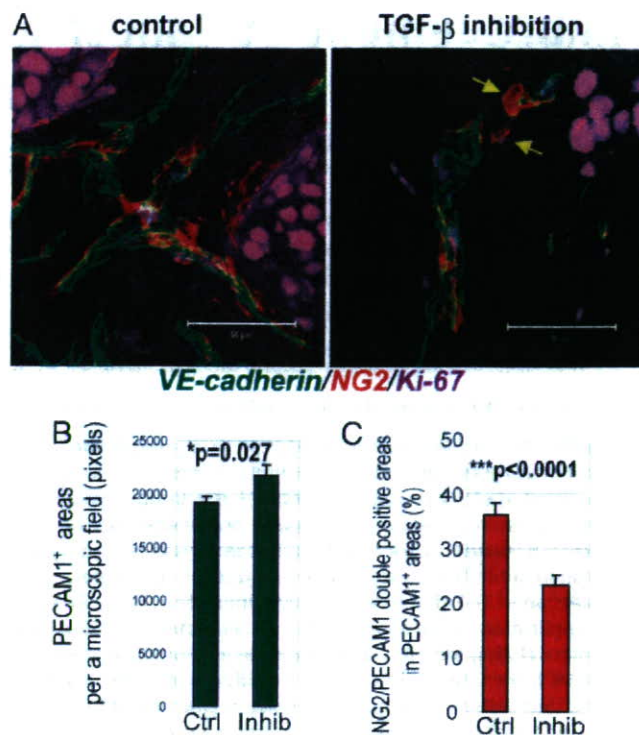 A control TGF-β inhibition
VE-cadherin/NG2/Ki-67
B
*p=0.027
PECAM1⁺ areas
per a microscopic field (pixels)
25000
20000
15000
10000
5000
0
Ctrl Inhib
C
***p<0.0001
NG2/PECAM1 double positive areas
in PECAM1⁺ areas (%)
50
40
30
20
10
0
Ctrl Inhib